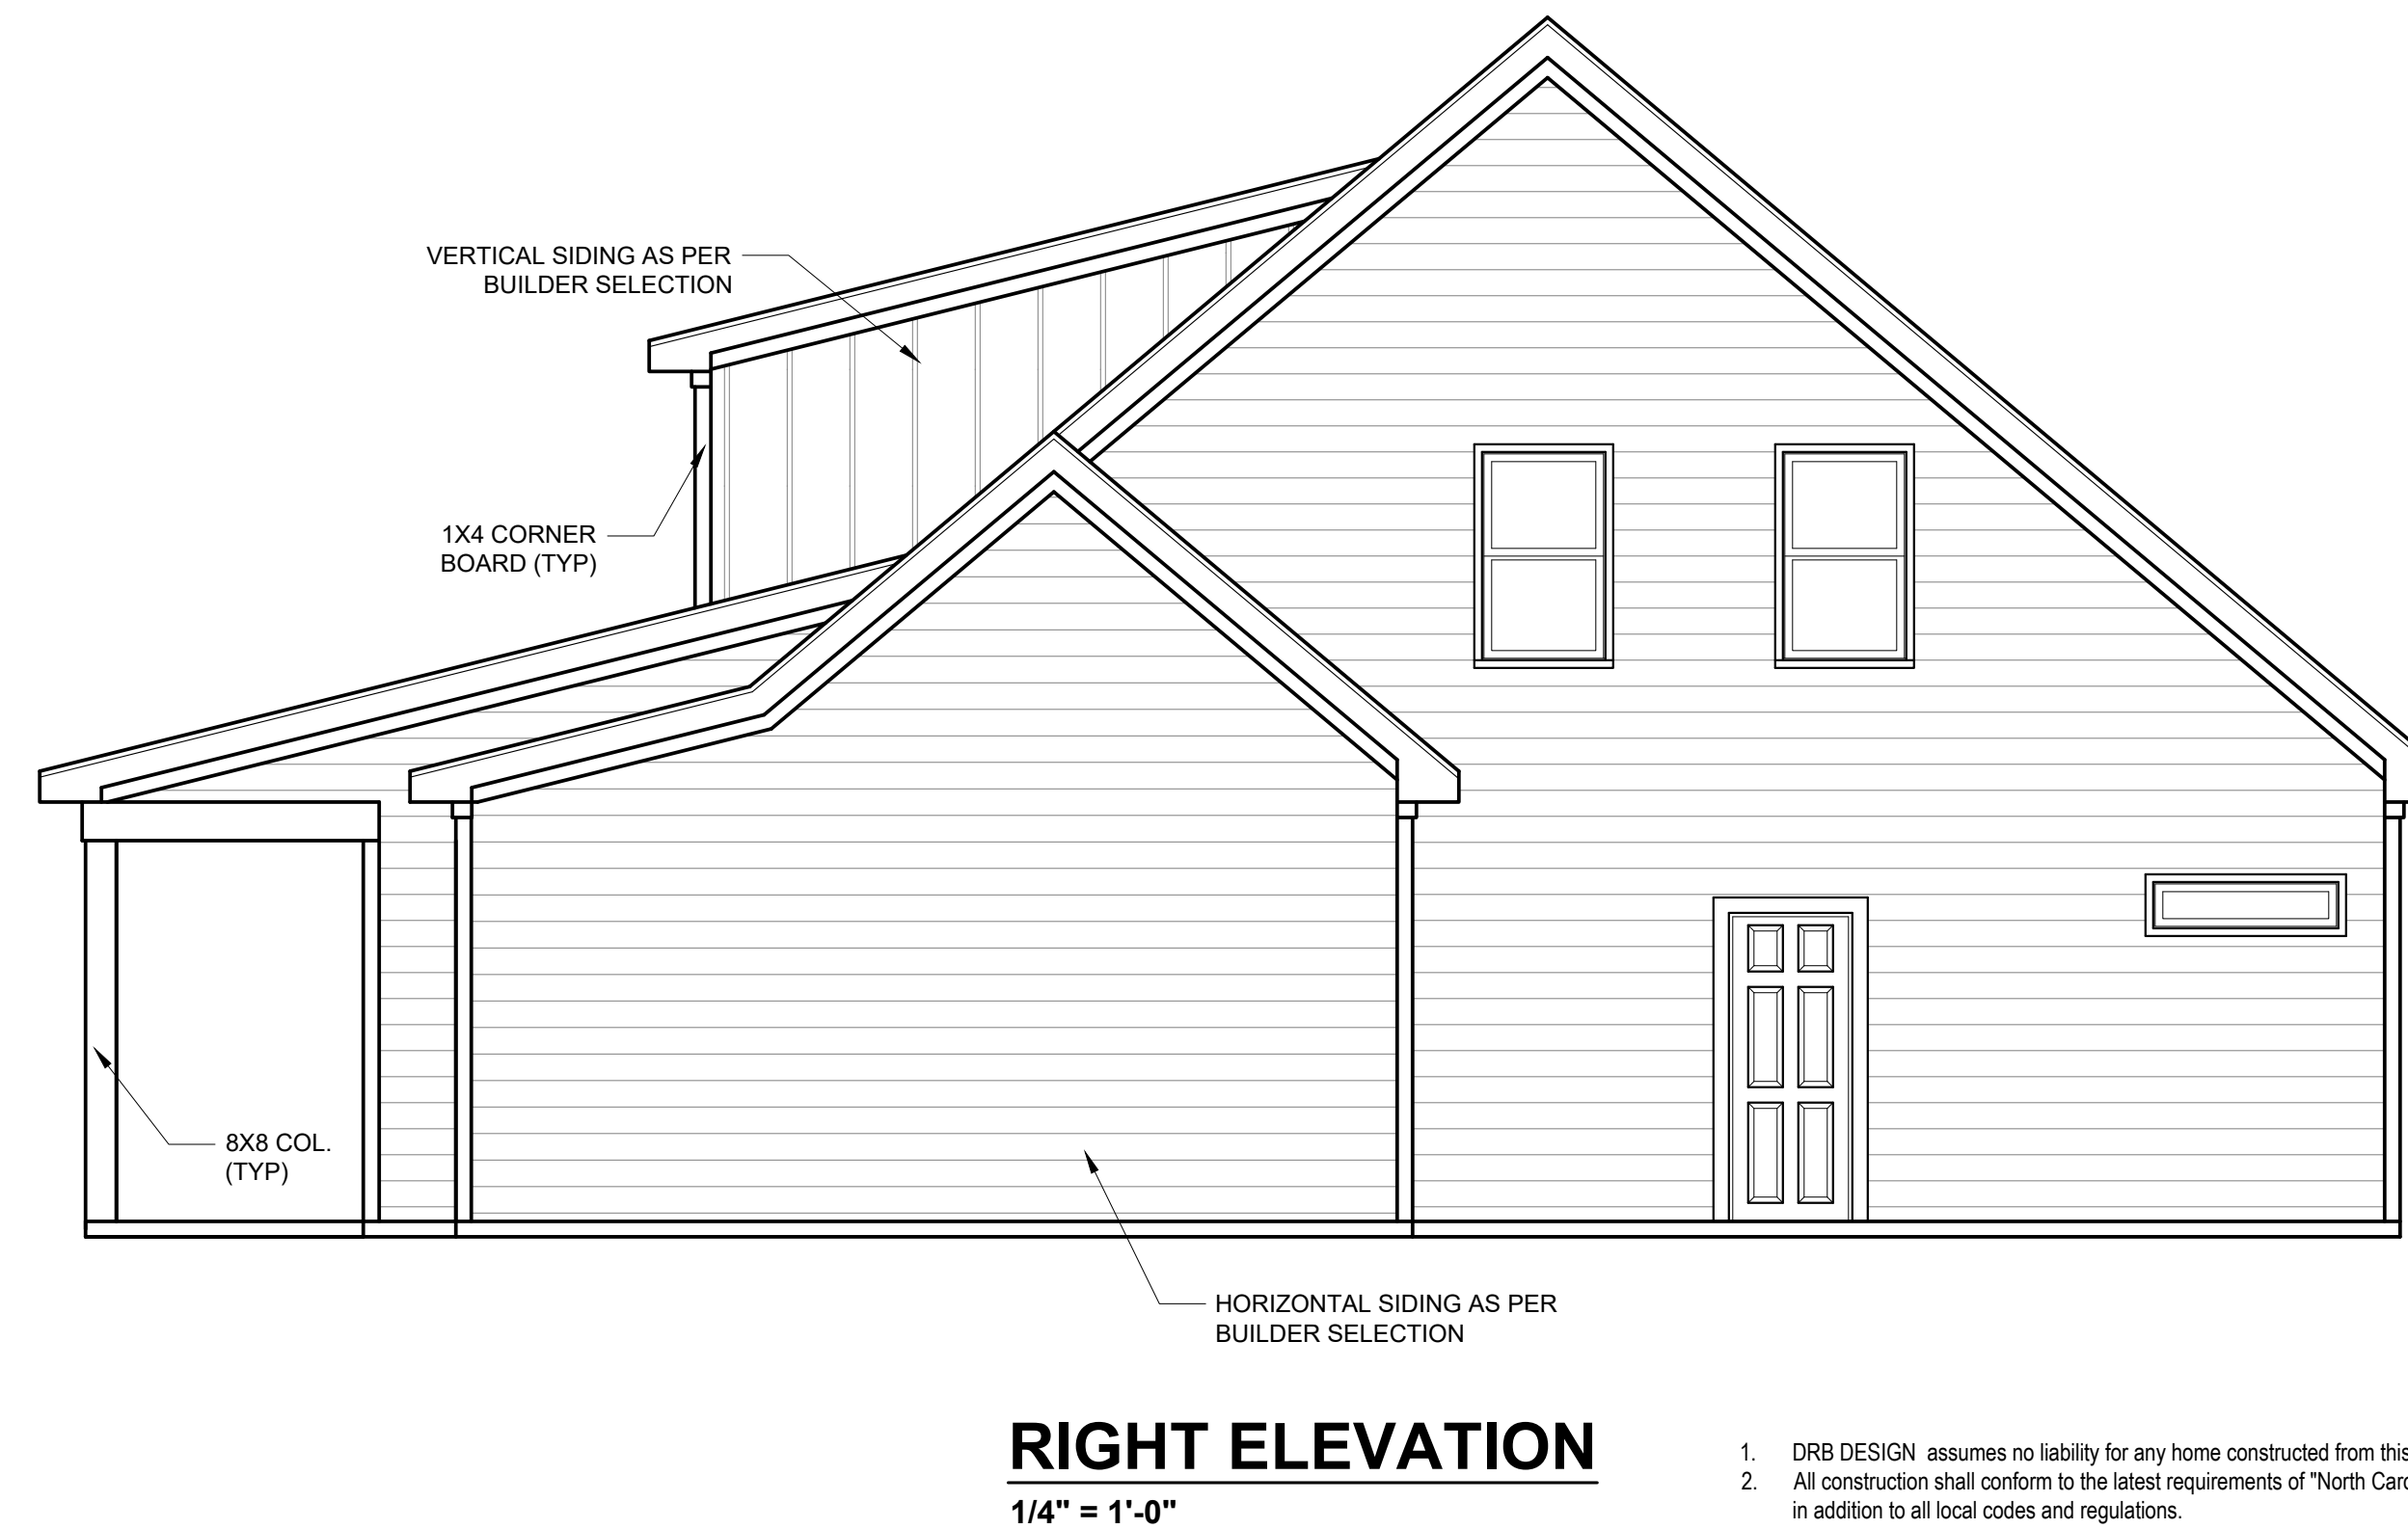 VERTICAL SIDING AS PER
BUILDER SELECTION
1X4 CORNER
BOARD (TYP)
8X8 COL.
(TYP)
HORIZONTAL SIDING AS PER
BUILDER SELECTION
RIGHT ELEVATION
1/4" = 1'-0"
1. DRB DESIGN assumes no liability for any home constructed from this
2. All construction shall conform to the latest requirements of "North
in addition to all local codes and regulations.